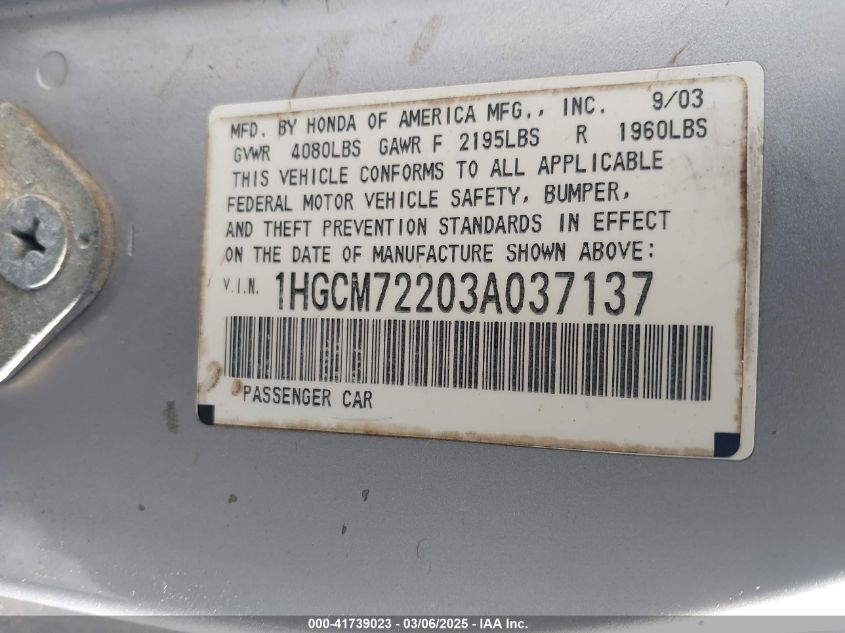 MFD. BY HONDA OF AMERICA MFG., INC. 9/03
GVWR 4080LBS GAWR F 2195LBS R 1960LBS
THIS VEHICLE CONFORMS TO ALL APPLICABLE
FEDERAL MOTOR VEHICLE SAFETY, BUMPER,
AND THEFT PREVENTION STANDARDS IN EFFECT
ON THE DATE OF MANUFACTURE SHOWN ABOVE:
V.I.N. 1HGCM72203A037137
PASSENGER CAR
000-41739023 - 03/06/2025 - IAA Inc.